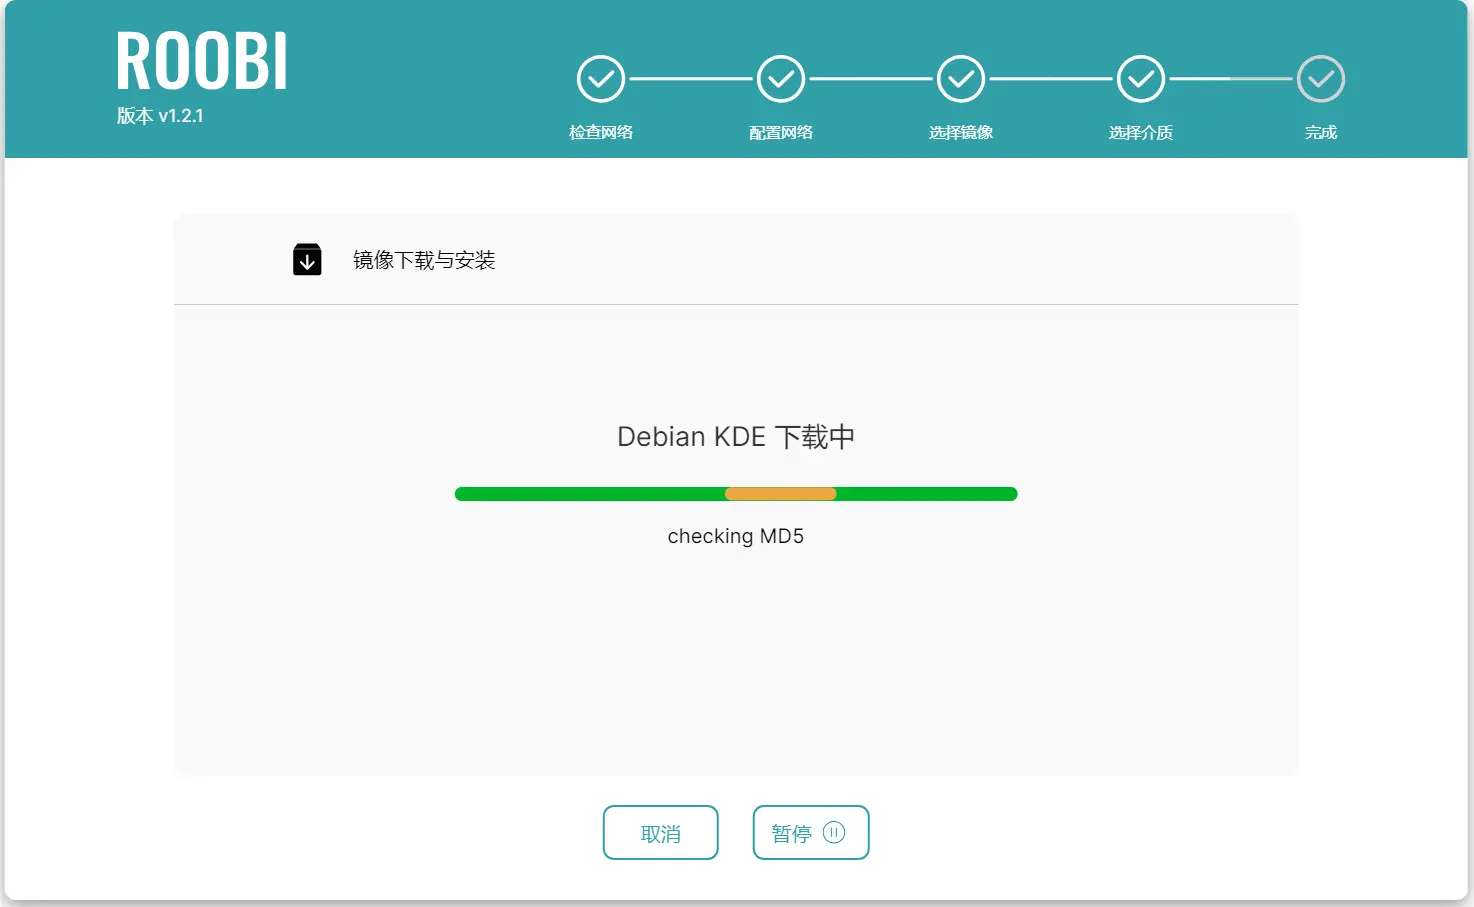 ROOBI
版本 v1.2.1
检查网络
配置网络
选择镜像
选择介质
完成
镜像下载与安装
Debian KDE 下载中
checking MD5
取消
暂停